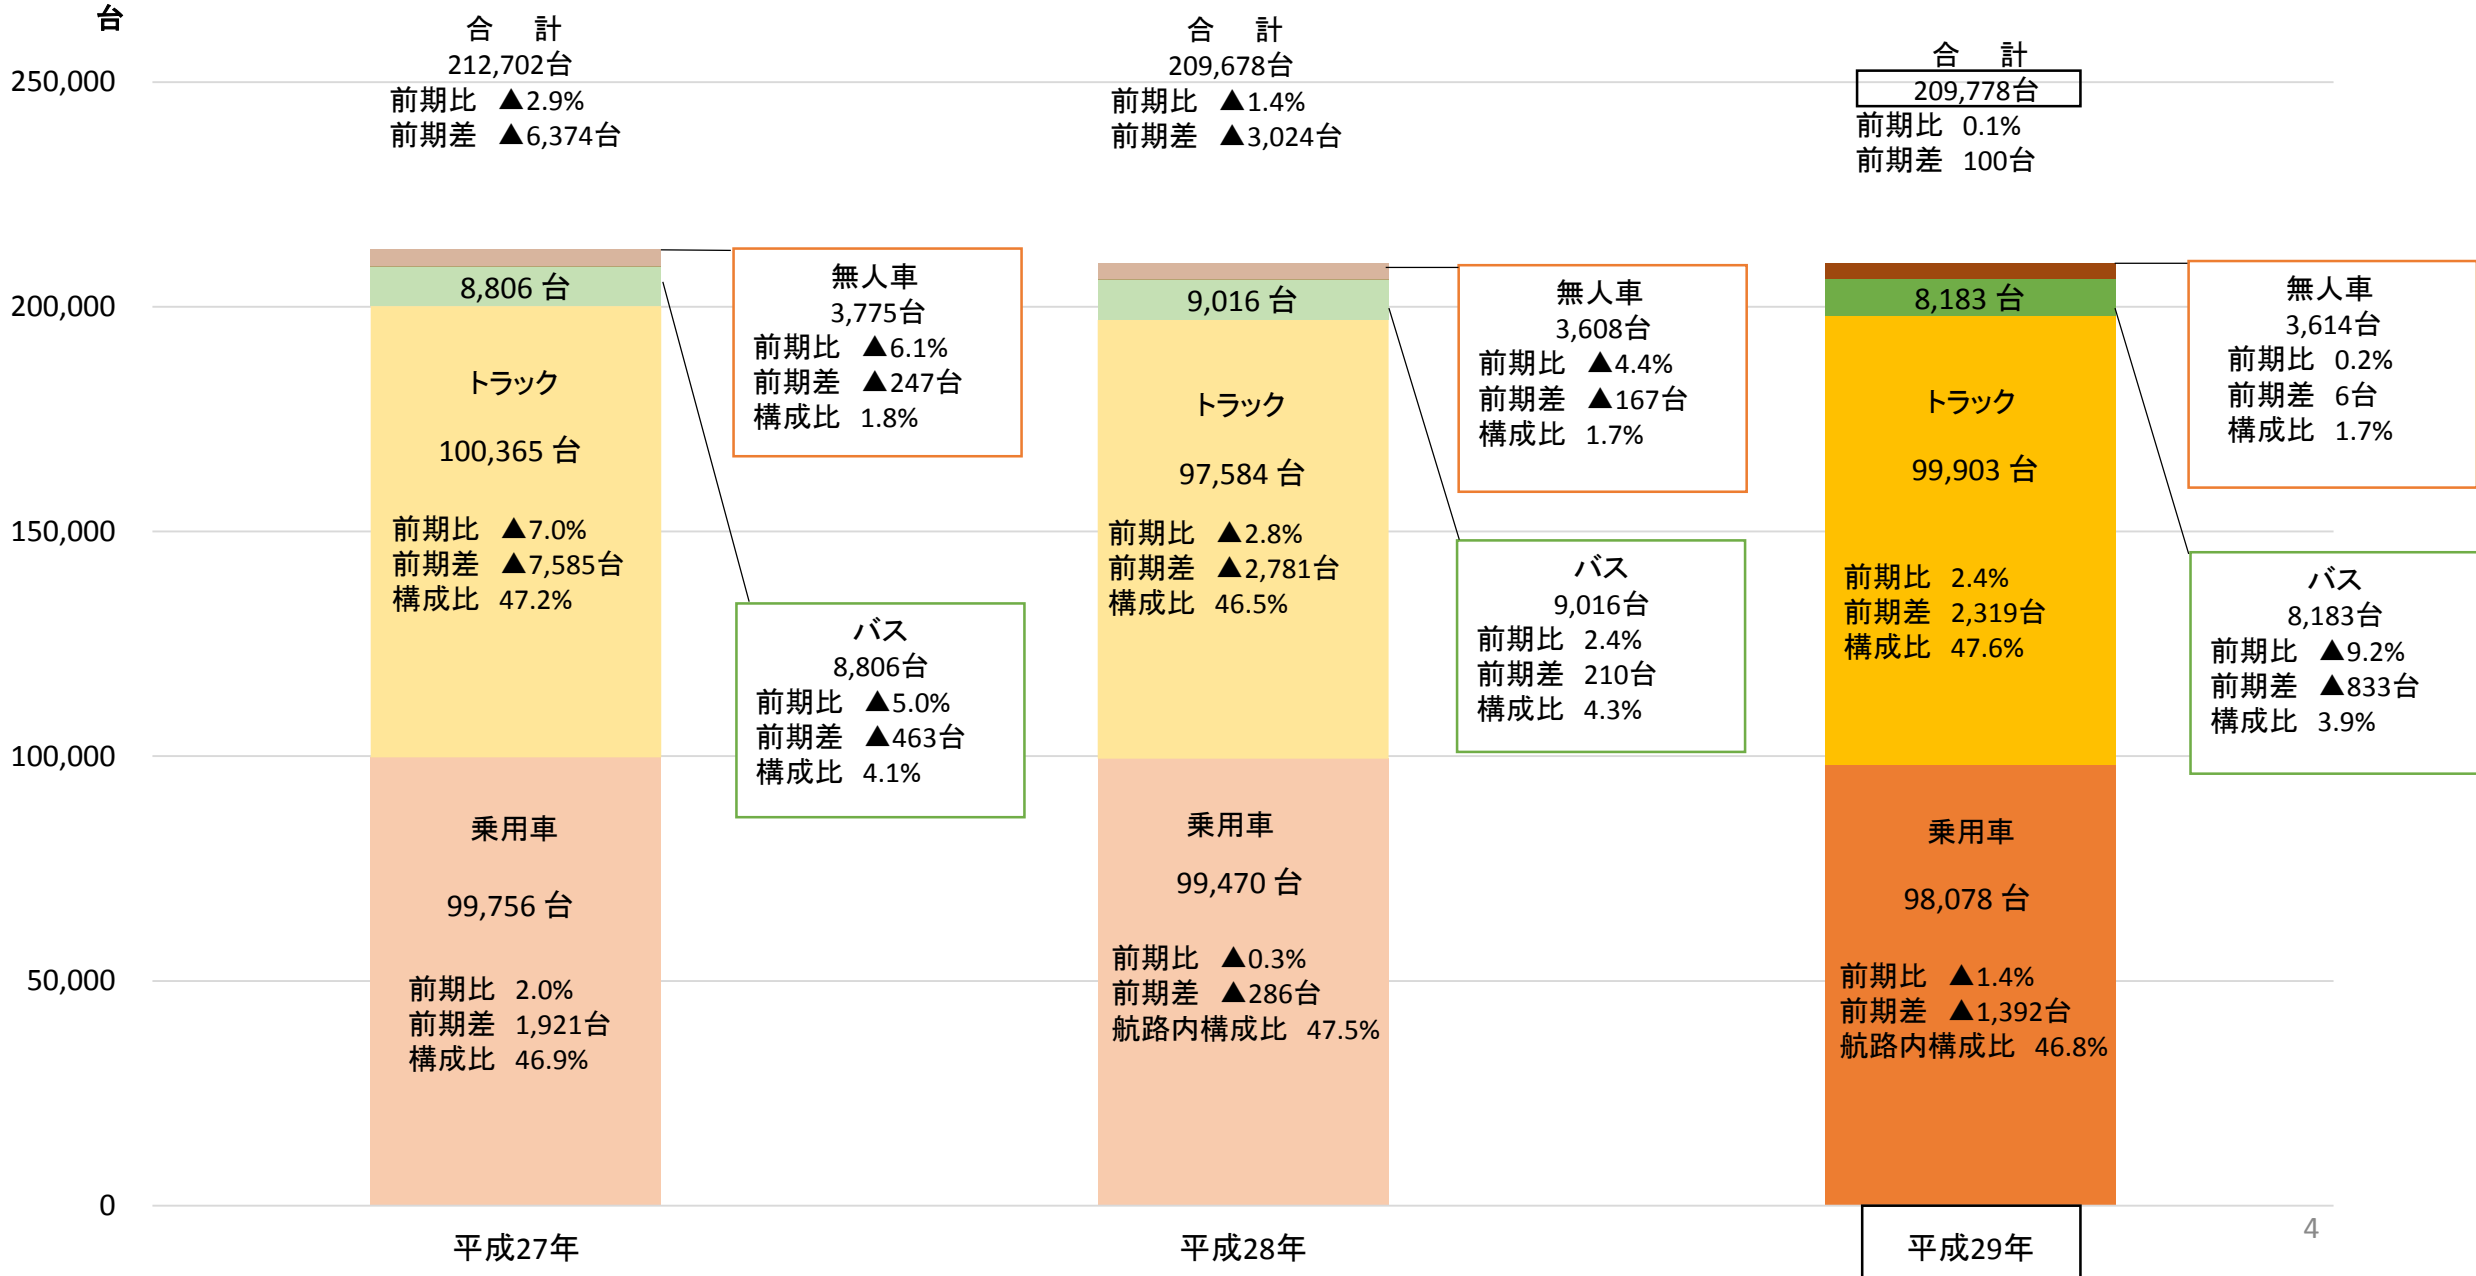 台
250,000
200,000
150,000
100,000
50,000
0
合　計
212,702台
前期比　▲2.9%
前期差　▲6,374台
合　計
209,678台
前期比　▲1.4%
前期差　▲3,024台
合　計
209,778台
前期比　0.1%
前期差　100台
8,806 台
トラック
100,365 台
前期比　▲7.0%
前期差　▲7,585台
構成比　47.2%
乗用車
99,756 台
前期比　2.0%
前期差　1,921台
構成比　46.9%
無人車
3,775台
前期比　▲6.1%
前期差　▲247台
構成比　1.8%
バス
8,806台
前期比　▲5.0%
前期差　▲463台
構成比　4.1%
9,016 台
トラック
97,584 台
前期比　▲2.8%
前期差　▲2,781台
構成比　46.5%
乗用車
99,470 台
前期比　▲0.3%
前期差　▲286台
航路内構成比　47.5%
無人車
3,608台
前期比　▲4.4%
前期差　▲167台
構成比　1.7%
バス
9,016台
前期比　2.4%
前期差　210台
構成比　4.3%
8,183 台
トラック
99,903 台
前期比　2.4%
前期差　2,319台
構成比　47.6%
乗用車
98,078 台
前期比　▲1.4%
前期差　▲1,392台
航路内構成比　46.8%
無人車
3,614台
前期比　0.2%
前期差　6台
構成比　1.7%
バス
8,183台
前期比　▲9.2%
前期差　▲833台
構成比　3.9%
平成27年
平成28年
平成29年
4